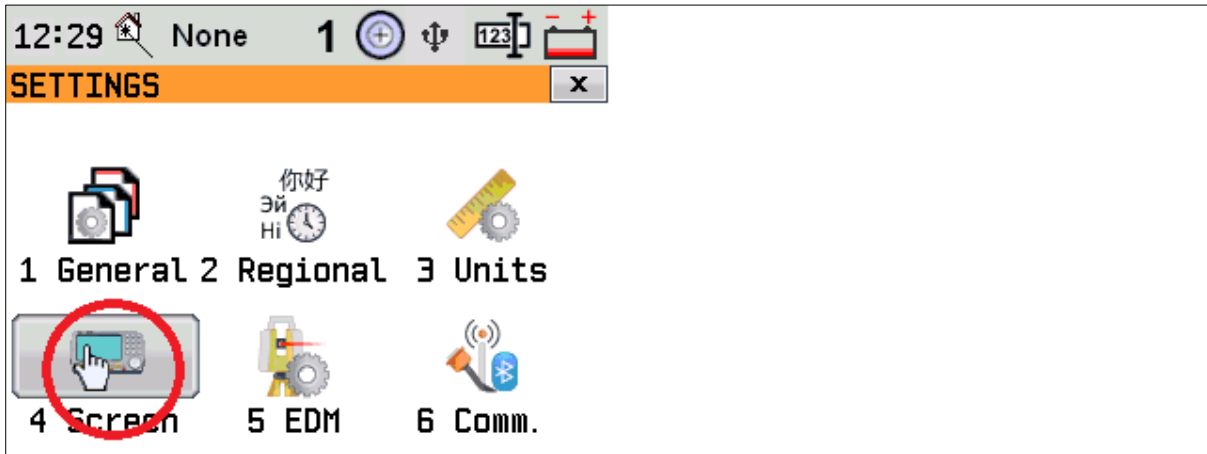 12:29 None 1 123
SETTINGS x
你好
Эй
Hi
1 General 2 Regional 3 Units
4 Screen 5 EDM 6 Comm.